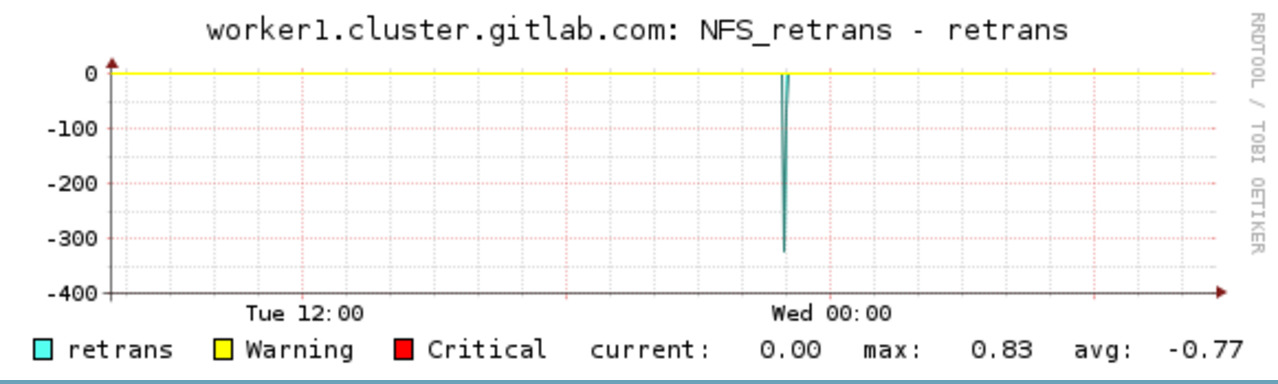 worker1.cluster.gitlab.com: NFS_retrans - retrans
RRDTOOL / TOBI OETIKER
0
-100
-200
-300
-400
Tue 12:00 Wed 00:00
retrans Warning Critical current: 0.00 max: 0.83 avg: -0.77